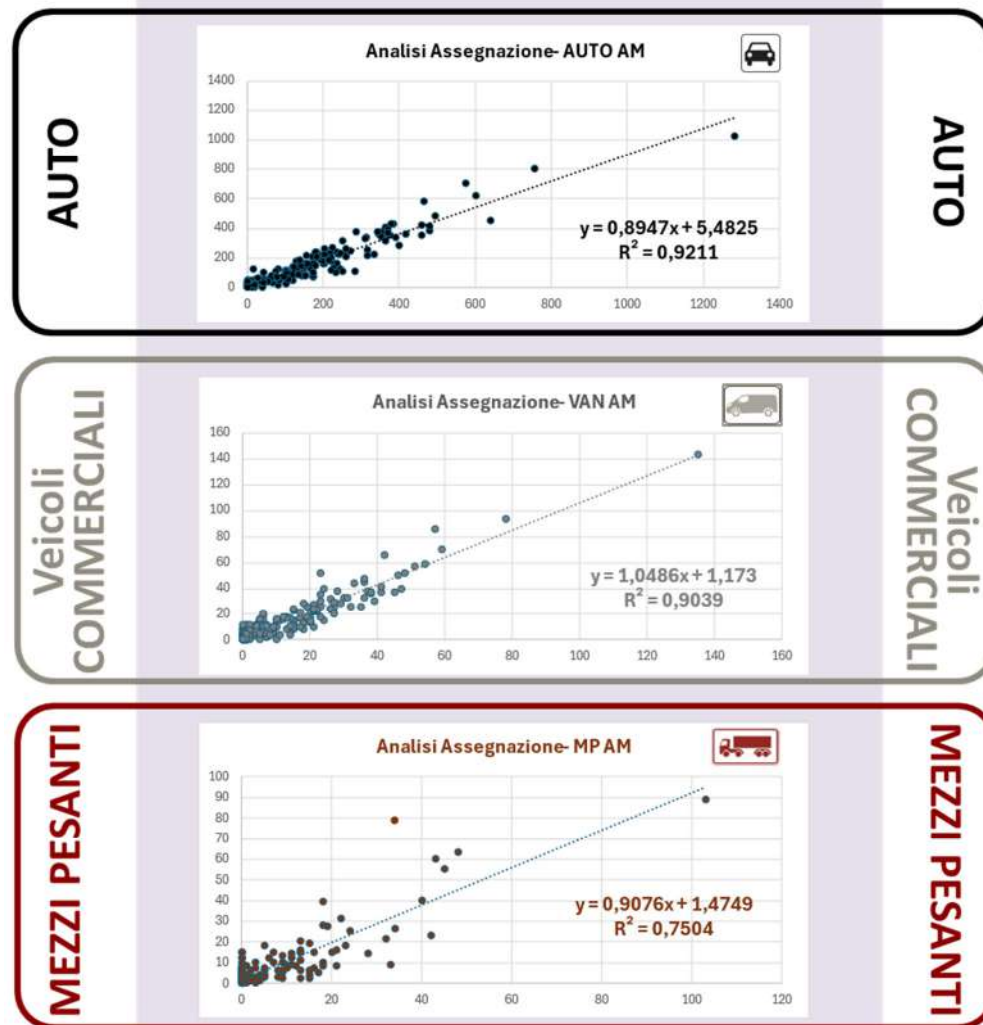 AUTO
Analisi Assegnazione- AUTO AM
1400
1200
1000
800
600
400
200
0
y = 0,8947x + 5,4825
R² = 0,9211
0 200 400 600 800 1000 1200 1400
AUTO
Veicoli
COMMERCIALI
Analisi Assegnazione- VAN AM
160
140
120
100
80
60
40
20
0
y = 1,0486x + 1,173
R² = 0,9039
0 20 40 60 80 100 120 140 160
Veicoli
COMMERCIALI
MEZZI PESANTI
Analisi Assegnazione- MP AM
100
90
80
70
60
50
40
30
20
10
0
y = 0,9076x + 1,4749
R² = 0,7504
0 20 40 60 80 100 120
MEZZI PESANTI